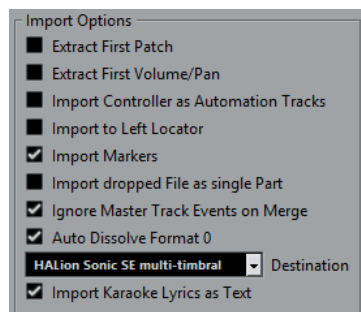 Import Options
Extract First Patch
Extract First Volume/Pan
Import Controller as Automation Tracks
Import to Left Locator
Import Markers
Import dropped File as single Part
Ignore Master Track Events on Merge
Auto Dissolve Format 0
HALion Sonic SE multi-timbral Destination
Import Karaoke Lyrics as Text